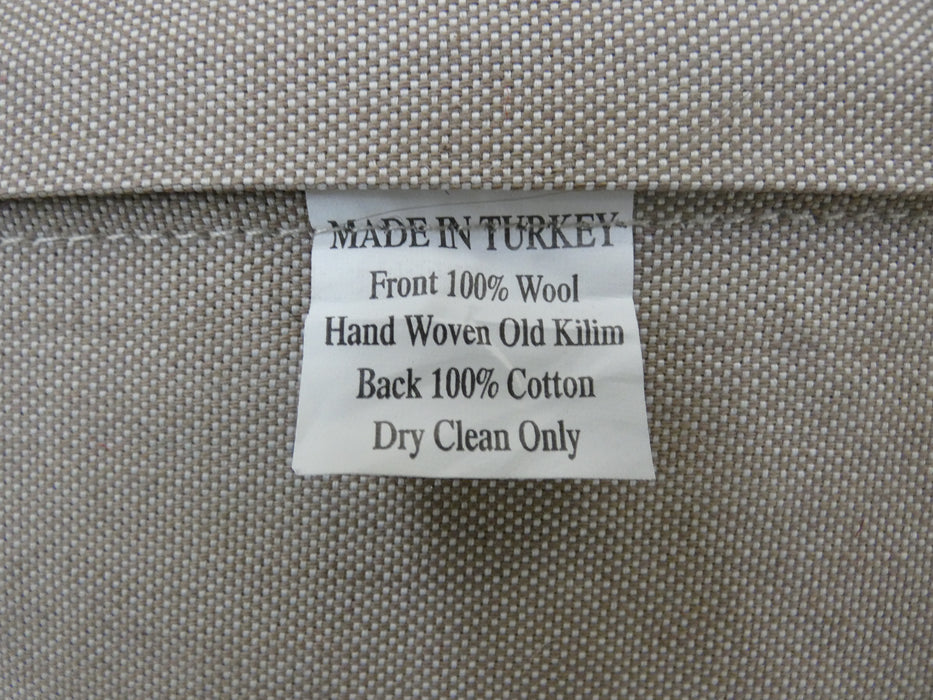 MADE IN TURKEY
Front 100% Wool
Hand Woven Old Kilim
Back 100% Cotton
Dry Clean Only